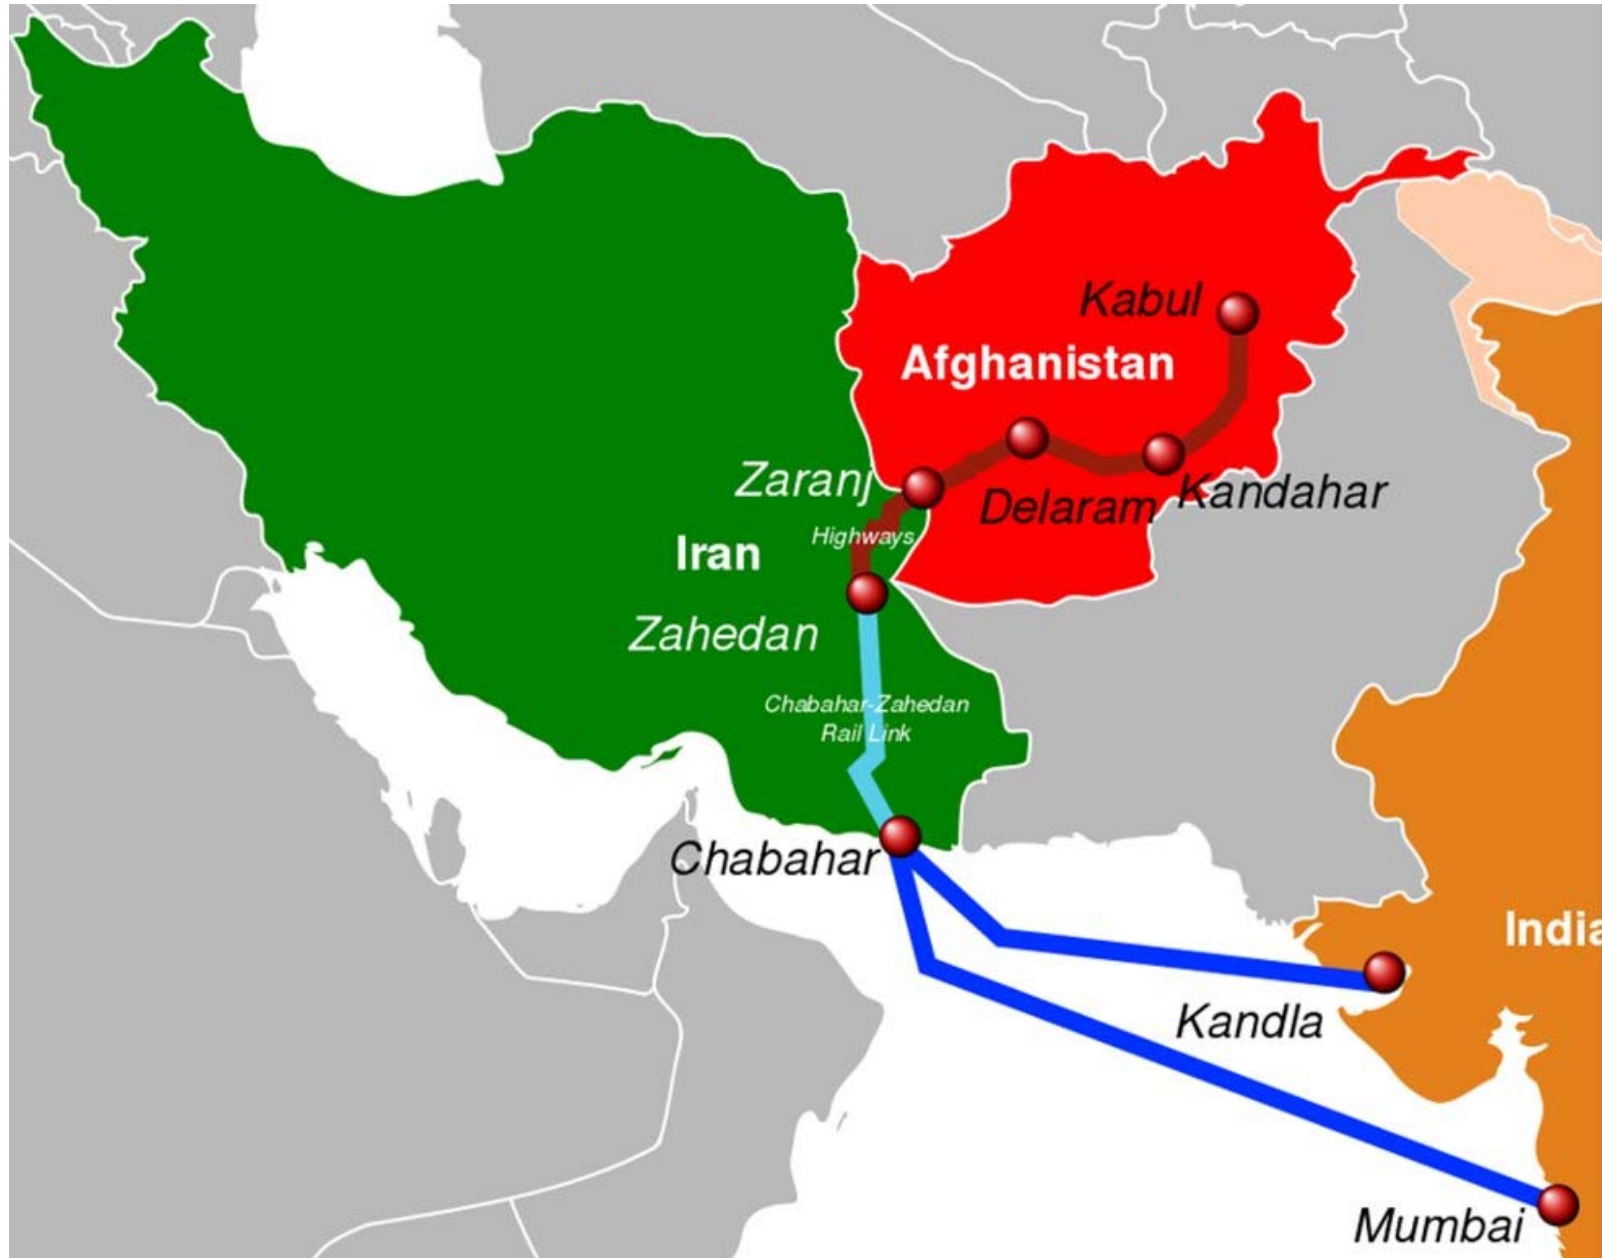 Kabul
Afghanistan
Zaranj
Delaram
Kandahar
Highways
Iran
Zahedan
Chabahar-Zahedan
Rail Link
Chabahar
India
Kandla
Mumbai